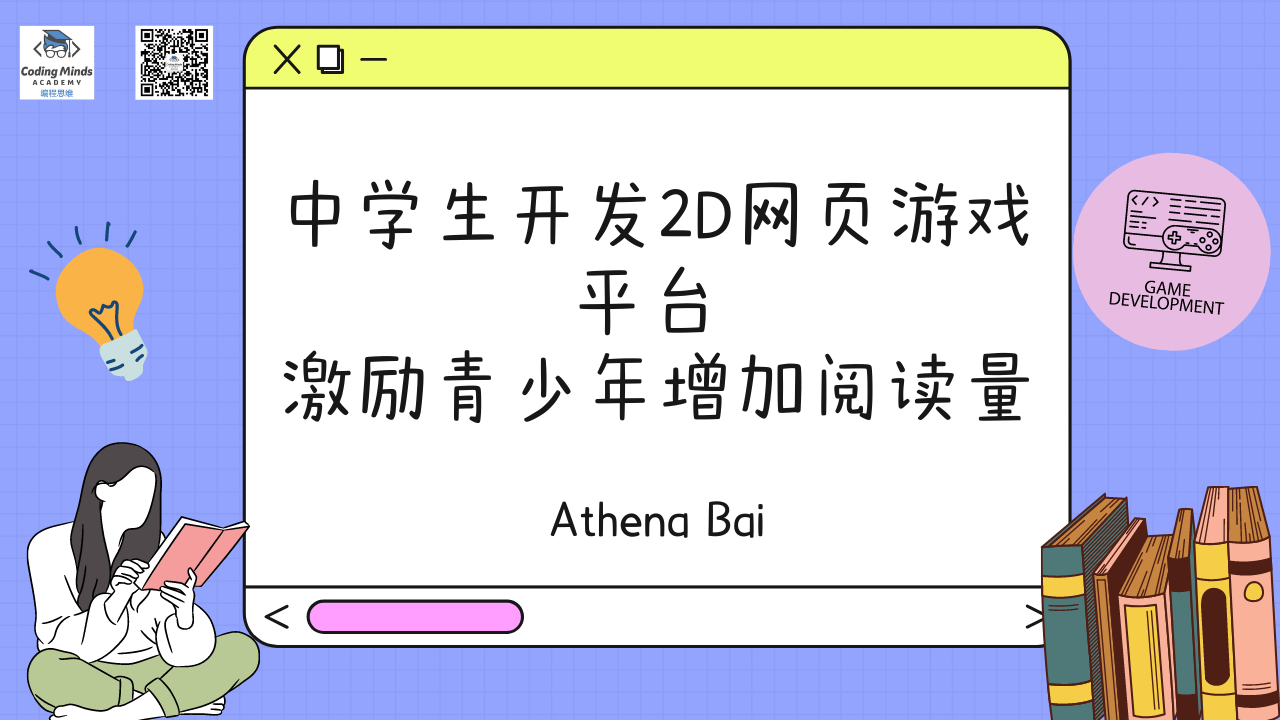 Coding Minds
ACADEMY
编程思维
中学生开发2D网页游戏
平台
激励青少年增加阅读量
Athena Bai
GAME
DEVELOPMENT